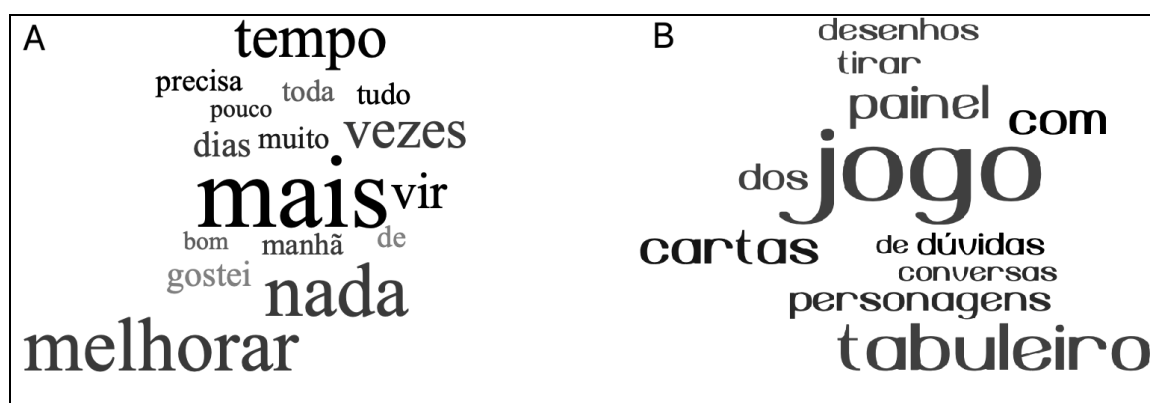 A
tempo
precisa toda tudo
pouco
dias muito vezes
mais vir
bom manhã de
gostei nada
melhorar
B
desenhos
tirar
painel com
dos jogo
cartas de dúvidas
conversas
personagens
tabuleiro